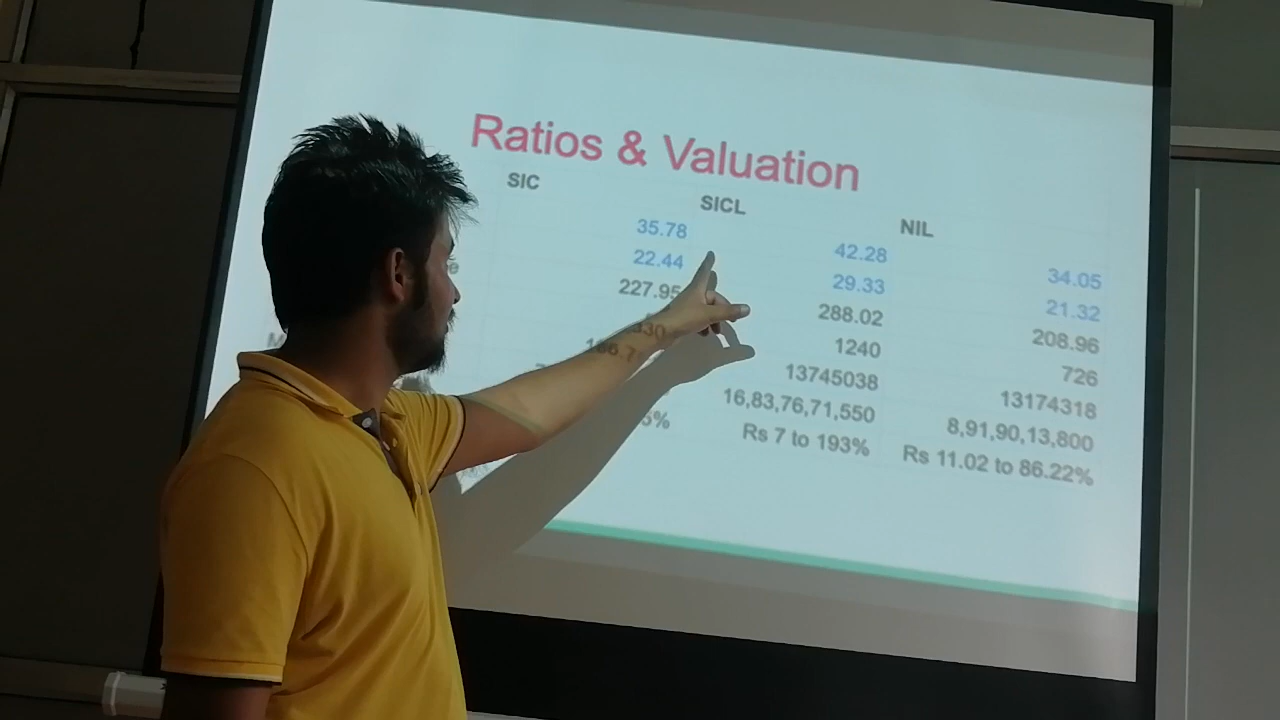 Ratios & Valuation
SIC SICL NIL
35.78 42.28 34.05
22.44 29.33 21.32
227.95 288.02 208.96
1240 726
13745038 13174318
16,83,76,71,550 8,91,90,13,800
Rs 7 to 193% Rs 11.02 to 86.22%